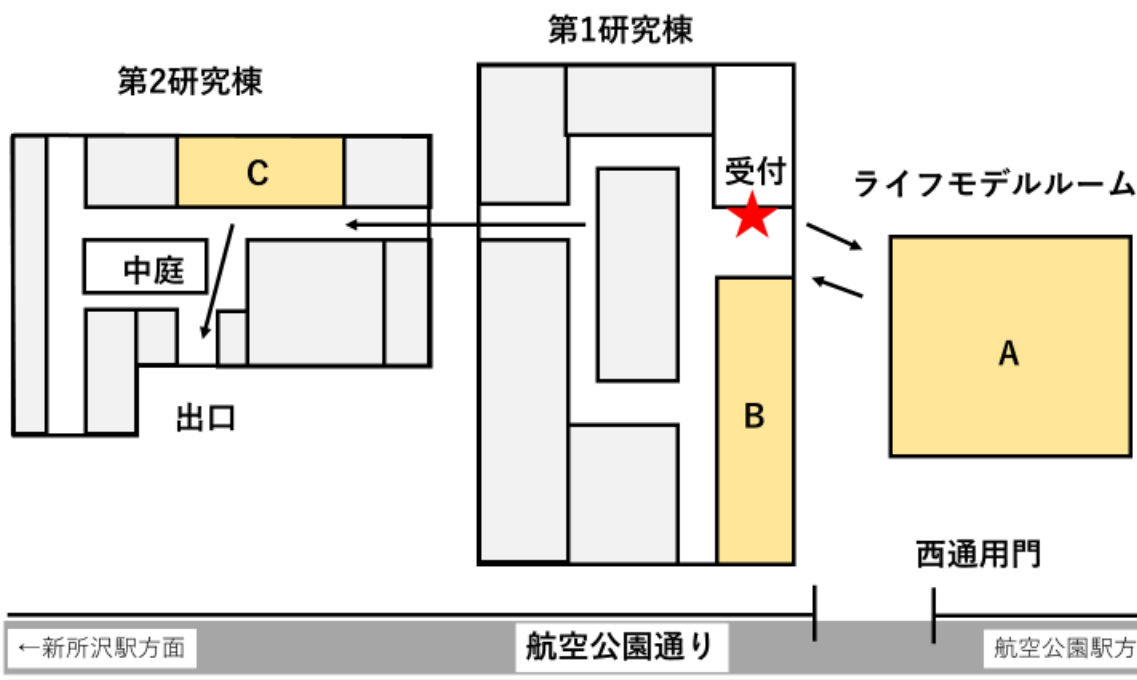 第1研究棟
第2研究棟
C
受付
ライフモデルルーム
中庭
A
B
出口
西通用門
←新所沢駅方面
航空公園通り
航空公園駅方